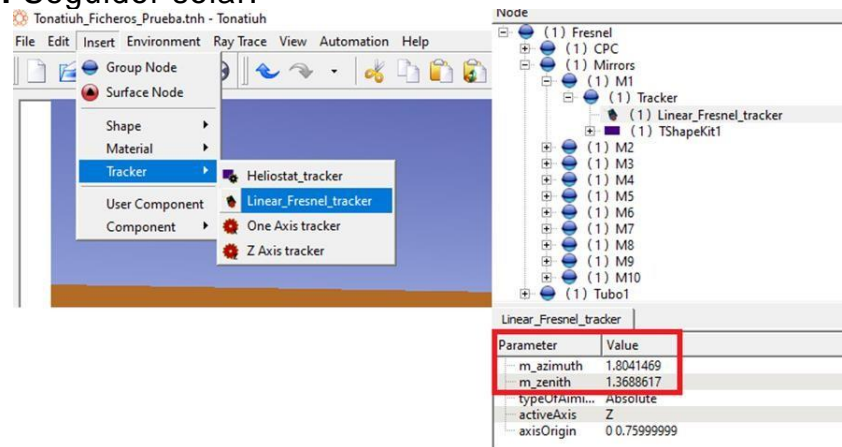 Seguidor solar.
Tonatiuh_Ficheros_Prueba.tnh - Tonatiuh
File Edit Insert Environment Ray Trace View Automation Help
Group Node
Surface Node
Shape
Material
Tracker
User Component
Component
Heliostat_tracker
Linear_Fresnel_tracker
One Axis tracker
Z Axis tracker
Node
(1) Fresnel
(1) CPC
(1) Mirrors
(1) M1
(1) Tracker
(1) Linear_Fresnel_tracker
(1) TShapeKit1
(1) M2
(1) M3
(1) M4
(1) M5
(1) M6
(1) M7
(1) M8
(1) M9
(1) M10
(1) Tubo1
Linear_Fresnel_tracker
Parameter Value
m_azimuth 1.8041469
m_zenith 1.3688617
typeOfAimi... Absolute
activeAxis Z
axisOrigin 0 0.75999999